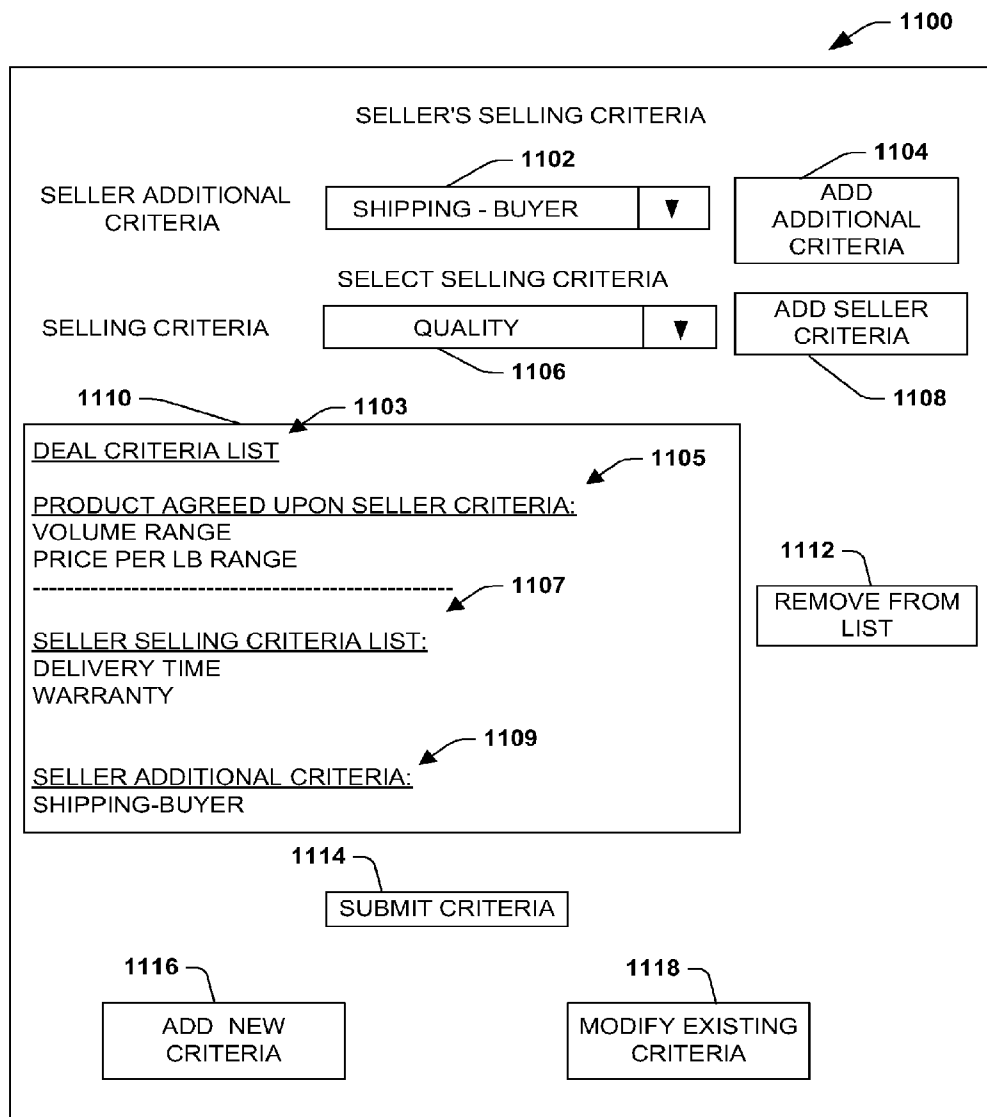 1100
SELLER'S SELLING CRITERIA
1102
1104
SELLER ADDITIONAL
CRITERIA
SHIPPING - BUYER
ADD
ADDITIONAL
CRITERIA
SELECT SELLING CRITERIA
SELLING CRITERIA
QUALITY
ADD SELLER
CRITERIA
1106
1108
1110
1103
DEAL CRITERIA LIST
1105
PRODUCT AGREED UPON SELLER CRITERIA:
VOLUME RANGE
PRICE PER LB RANGE
----------------------------------------------------
1107
1112
REMOVE FROM
LIST
SELLER SELLING CRITERIA LIST:
DELIVERY TIME
WARRANTY
1109
SELLER ADDITIONAL CRITERIA:
SHIPPING-BUYER
1114
SUBMIT CRITERIA
1116
1118
ADD NEW
CRITERIA
MODIFY EXISTING
CRITERIA